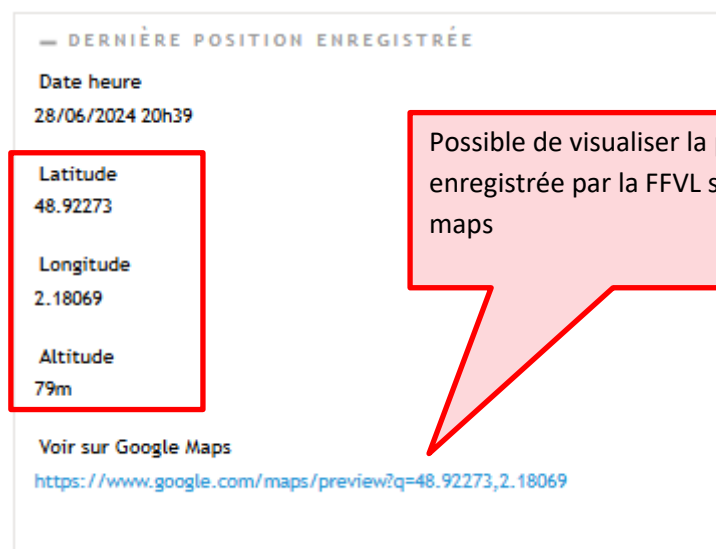 — DERNIÈRE POSITION ENREGISTRÉE
Date heure
28/06/2024 20h39
Latitude
48.92273
Longitude
2.18069
Altitude
79m
Voir sur Google Maps
https://www.google.com/maps/preview?q=48.92273,2.18069
Possible de visualiser la
enregistrée par la FFVL
maps